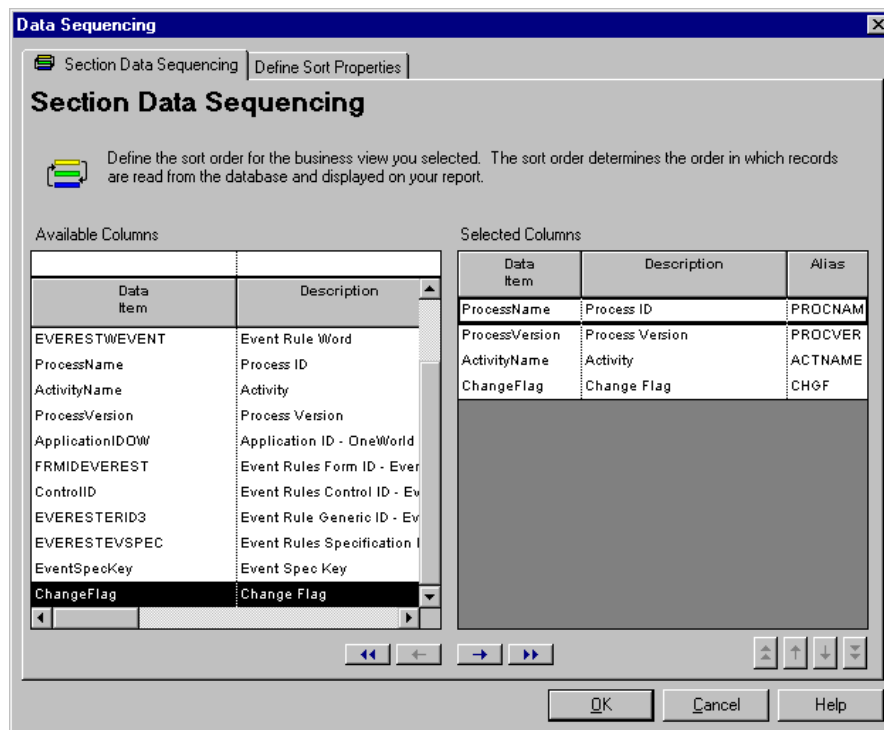 Data Sequencing
Section Data Sequencing
Define Sort Properties
Section Data Sequencing
Define the sort order for the business view you selected. The sort order determines the order in which records
are read from the database and displayed on your report.
Available Columns
Data
Item
Description
EVERESTWEVENT Event Rule Word
ProcessName Process ID
ActivityName Activity
ProcessVersion Process Version
ApplicationIDOW Application ID - OneWorld
FRMIDEVEREST Event Rules Form ID - Ever
ControlID Event Rules Control ID - Ev
EVERESTERID3 Event Rule Generic ID - Ev
EVERESTEVSPEC Event Rules Specification I
EventSpecKey Event Spec Key
ChangeFlag Change Flag
Selected Columns
Data
Item
Description
Alias
ProcessName Process ID PROCNAM
ProcessVersion Process Version PROCVER
ActivityName Activity ACTNAME
ChangeFlag Change Flag CHGF
OK
Cancel
Help